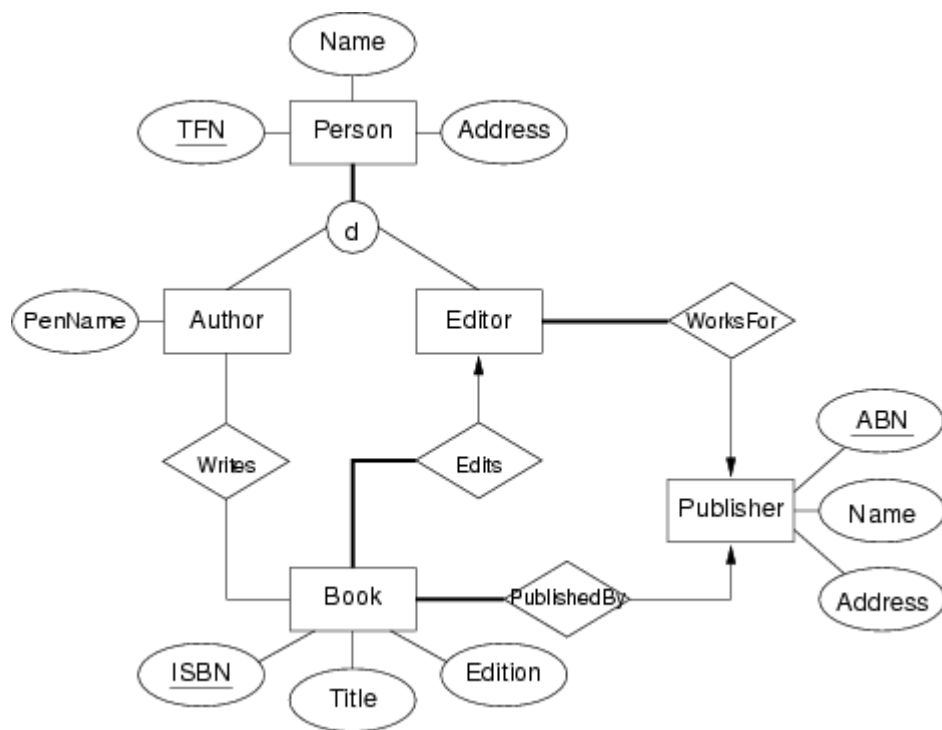 Name
TFN
Person
Address
d
PenName
Author
Editor
WorksFor
ABN
Writes
Edits
Publisher
Name
Book
PublishedBy
Address
ISBN
Title
Edition